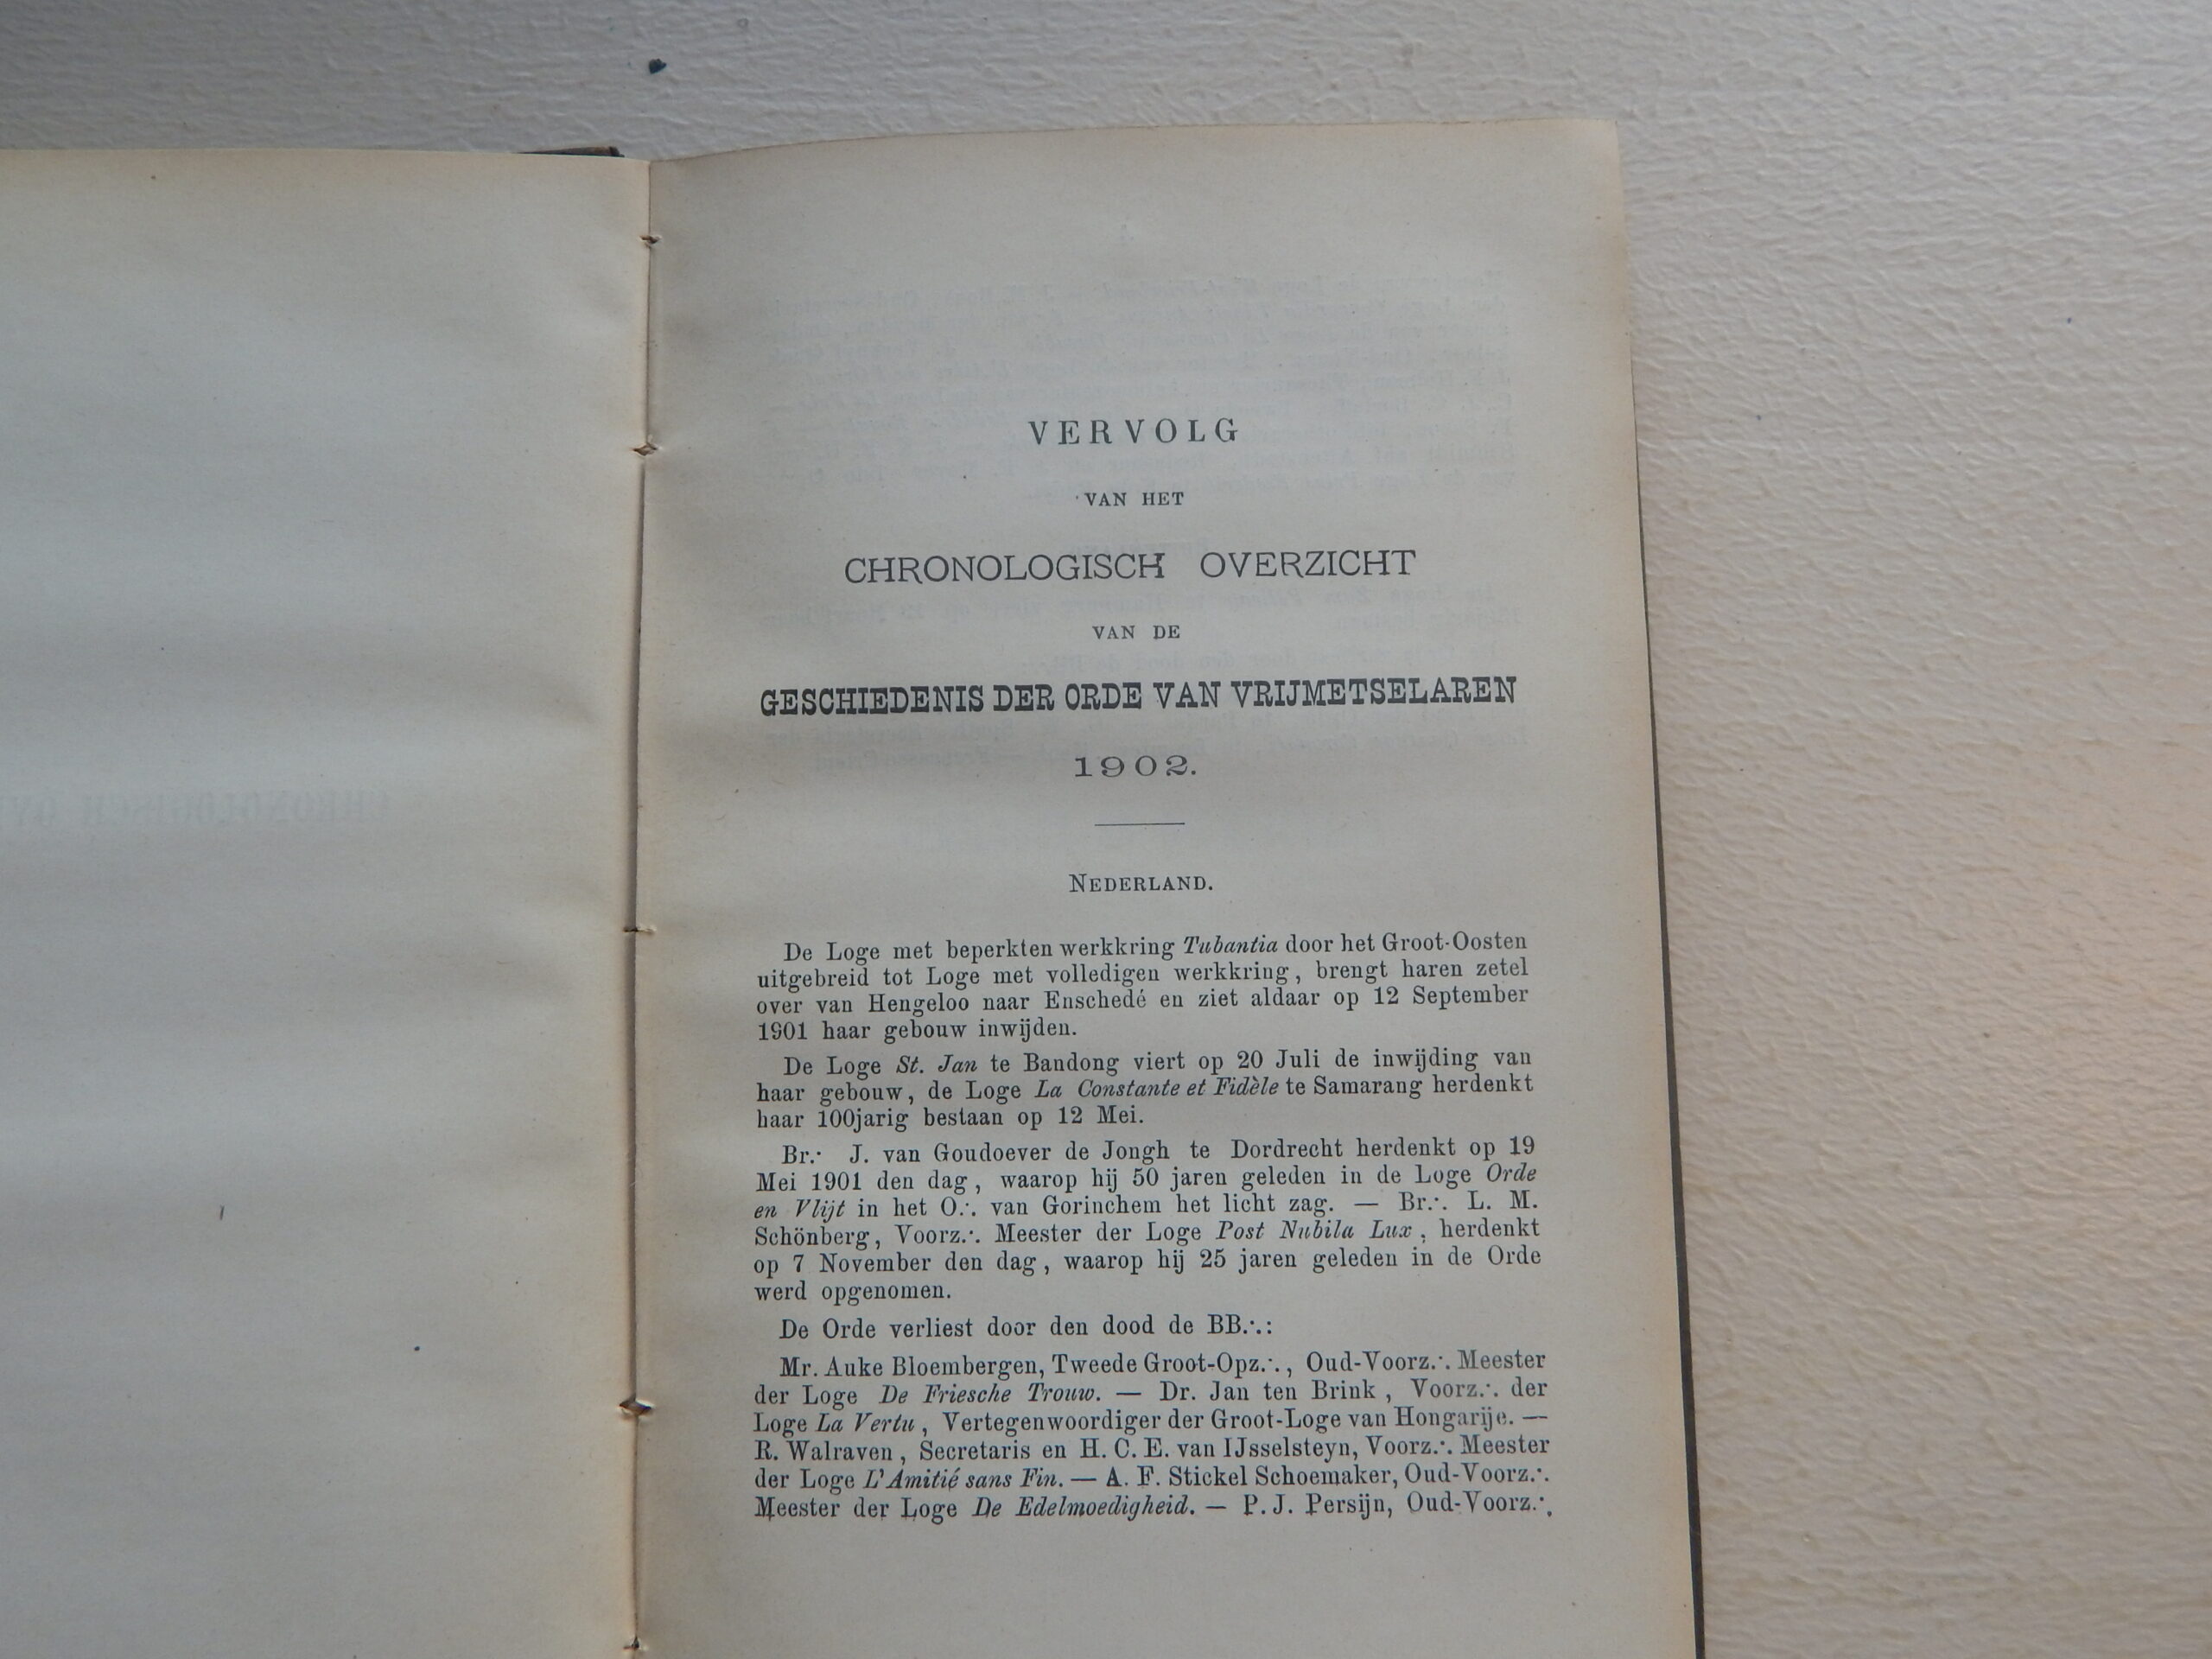 VERVOLG
VAN HET
CHRONOLOGISCH OVERZICHT
VAN DE
GESCHIEDENIS DER ORDE VAN VRIJMETSELAREN
1902.
NEDERLAND.
De Loge met beperkten werkkring Tubantia door het Groot-Oosten
uitgebreid tot Loge met volledigen werkkring, brengt haren zetel
over van Hengeloo naar Enschedé en ziet aldaar op 12 September
1901 haar gebouw inwijden.
De Loge St. Jan te Bandong viert op 20 Juli de inwijding van
haar gebouw, de Loge La Constante et Fidèle te Samarang herdenkt
haar 100jarig bestaan op 12 Mei.
Br.· J. van Goudoever de Jongh te Dordrecht herdenkt op 19
Mei 1901 den dag, waarop hij 50 jaren geleden in de Loge Orde
en Vlijt in het O.·. van Gorinchem het licht zag. — Br.·. L. M.
Schönberg, Voorz.·. Meester der Loge Post Nubila Lux, herdenkt
op 7 November den dag, waarop hij 25 jaren geleden in de Orde
werd opgenomen.
De Orde verliest door den dood de BB.·.:
Mr. Auke Bloembergen, Tweede Groot-Opz.·., Oud-Voorz.·. Meester
der Loge De Friesche Trouw. — Dr. Jan ten Brink, Voorz.·. der
Loge La Vertu, Vertegenwoordiger der Groot-Loge van Hongarije. —
R. Walraven, Secretaris en H. C. E. van IJsselsteyn, Voorz.·. Meester
der Loge L'Amitié sans Fin. — A. F. Stickel Schoemaker, Oud-Voorz.·.
Meester der Loge De Edelmoedigheid. — P. J. Persijn, Oud-Voorz.·.